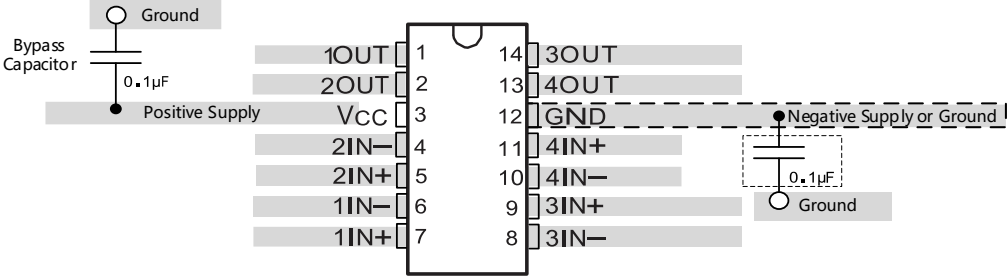 Ground
Bypass
Capacitor
0.1µF
Positive Supply
1OUT 1 14 3OUT
2OUT 2 13 4OUT
VCC 3 12 GND
Negative Supply or Ground
2IN− 4 11 4IN+
2IN+ 5 10 4IN−
0.1µF
1IN− 6 9 3IN+
Ground
1IN+ 7 8 3IN−